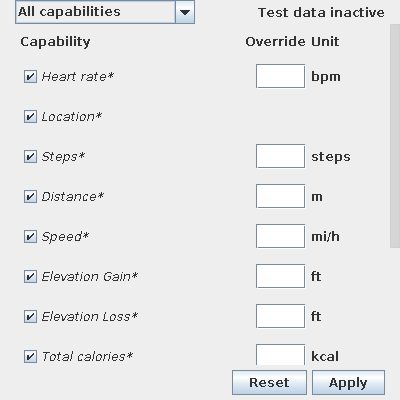 All capabilities Test data inactive
Capability Override Unit
Heart rate* bpm
Location*
Steps* steps
Distance* m
Speed* mi/h
Elevation Gain* ft
Elevation Loss* ft
Total calories* kcal
Reset Apply